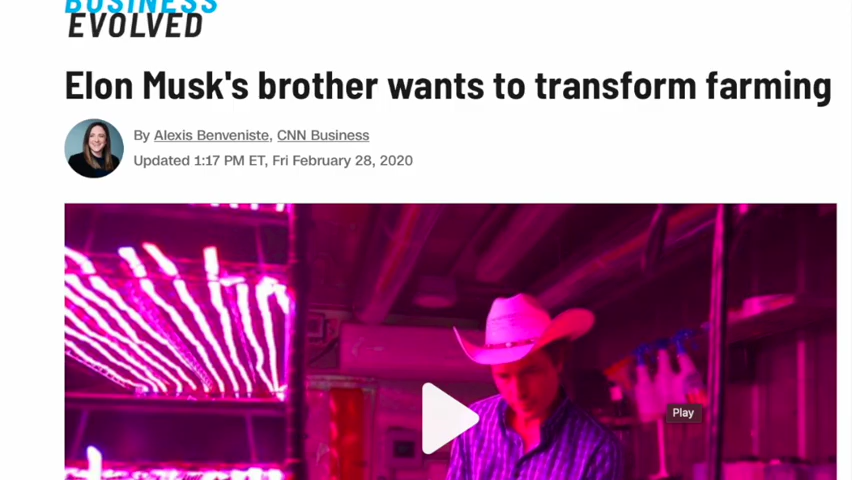 BUSINESS
EVOLVED
Elon Musk's brother wants to transform farming
By Alexis Benveniste, CNN Business
Updated 1:17 PM ET, Fri February 28, 2020
Play